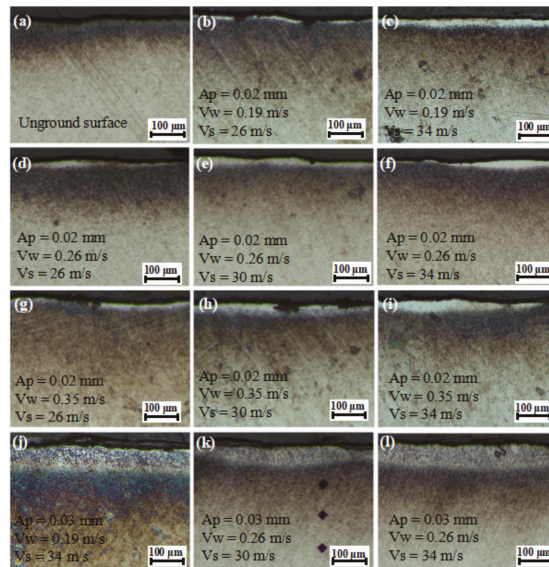 (a)
Unground surface
100 µm
(b)
Ap = 0.02 mm
Vw = 0.19 m/s
Vs = 26 m/s
100 µm
(c)
Ap = 0.02 mm
Vw = 0.19 m/s
Vs = 34 m/s
100 µm
(d)
Ap = 0.02 mm
Vw = 0.26 m/s
Vs = 26 m/s
100 µm
(e)
Ap = 0.02 mm
Vw = 0.26 m/s
Vs = 30 m/s
100 µm
(f)
Ap = 0.02 mm
Vw = 0.26 m/s
Vs = 34 m/s
100 µm
(g)
Ap = 0.02 mm
Vw = 0.35 m/s
Vs = 26 m/s
100 µm
(h)
Ap = 0.02 mm
Vw = 0.35 m/s
Vs = 30 m/s
100 µm
(i)
Ap = 0.02 mm
Vw = 0.35 m/s
Vs = 34 m/s
100 µm
(j)
Ap = 0.03 mm
Vw = 0.19 m/s
Vs = 34 m/s
100 µm
(k)
Ap = 0.03 mm
Vw = 0.26 m/s
Vs = 30 m/s
100 µm
(l)
Ap = 0.03 mm
Vw = 0.26 m/s
Vs = 34 m/s
100 µm